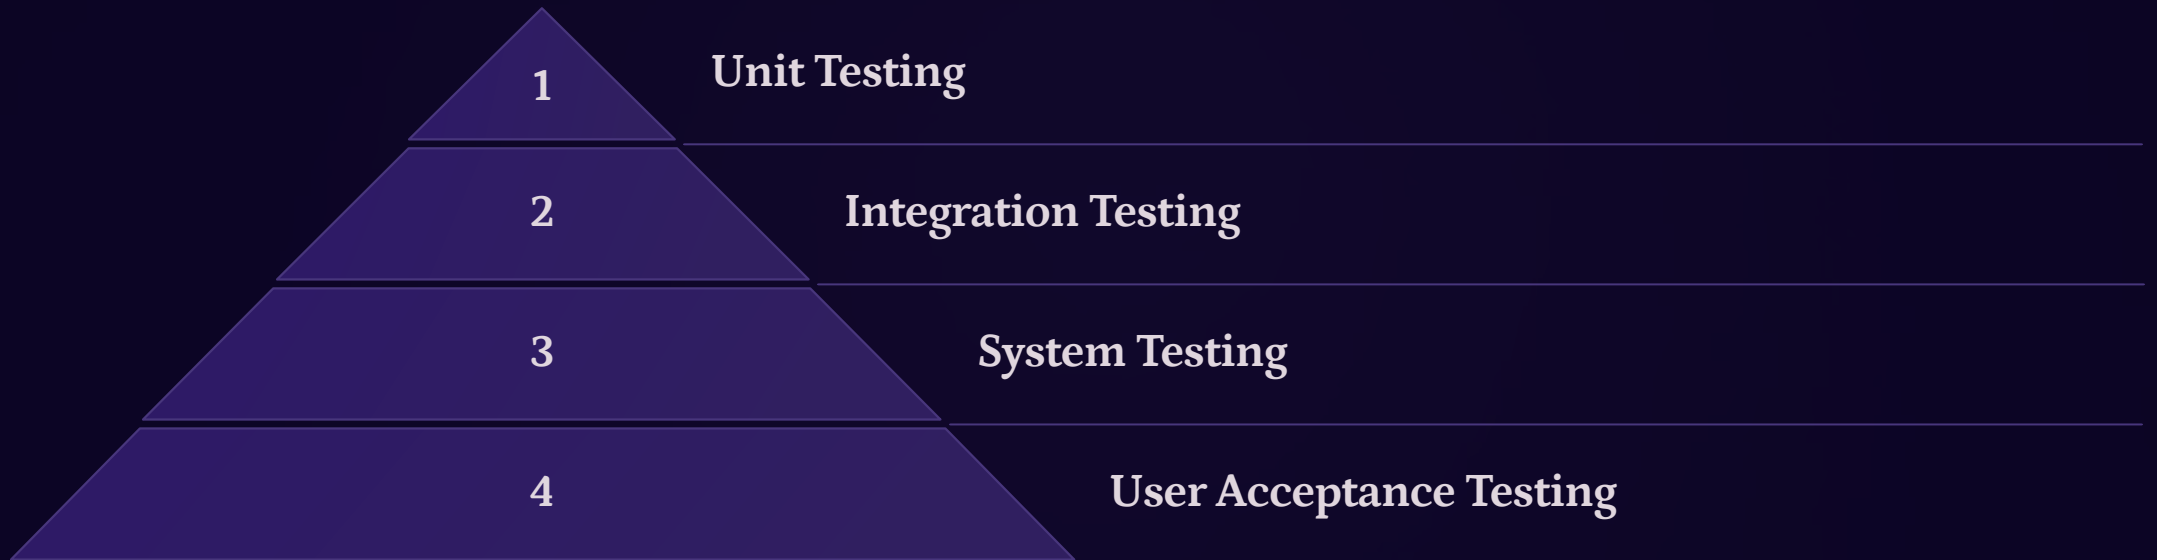 1
Unit Testing
2
Integration Testing
3
System Testing
4
User Acceptance Testing